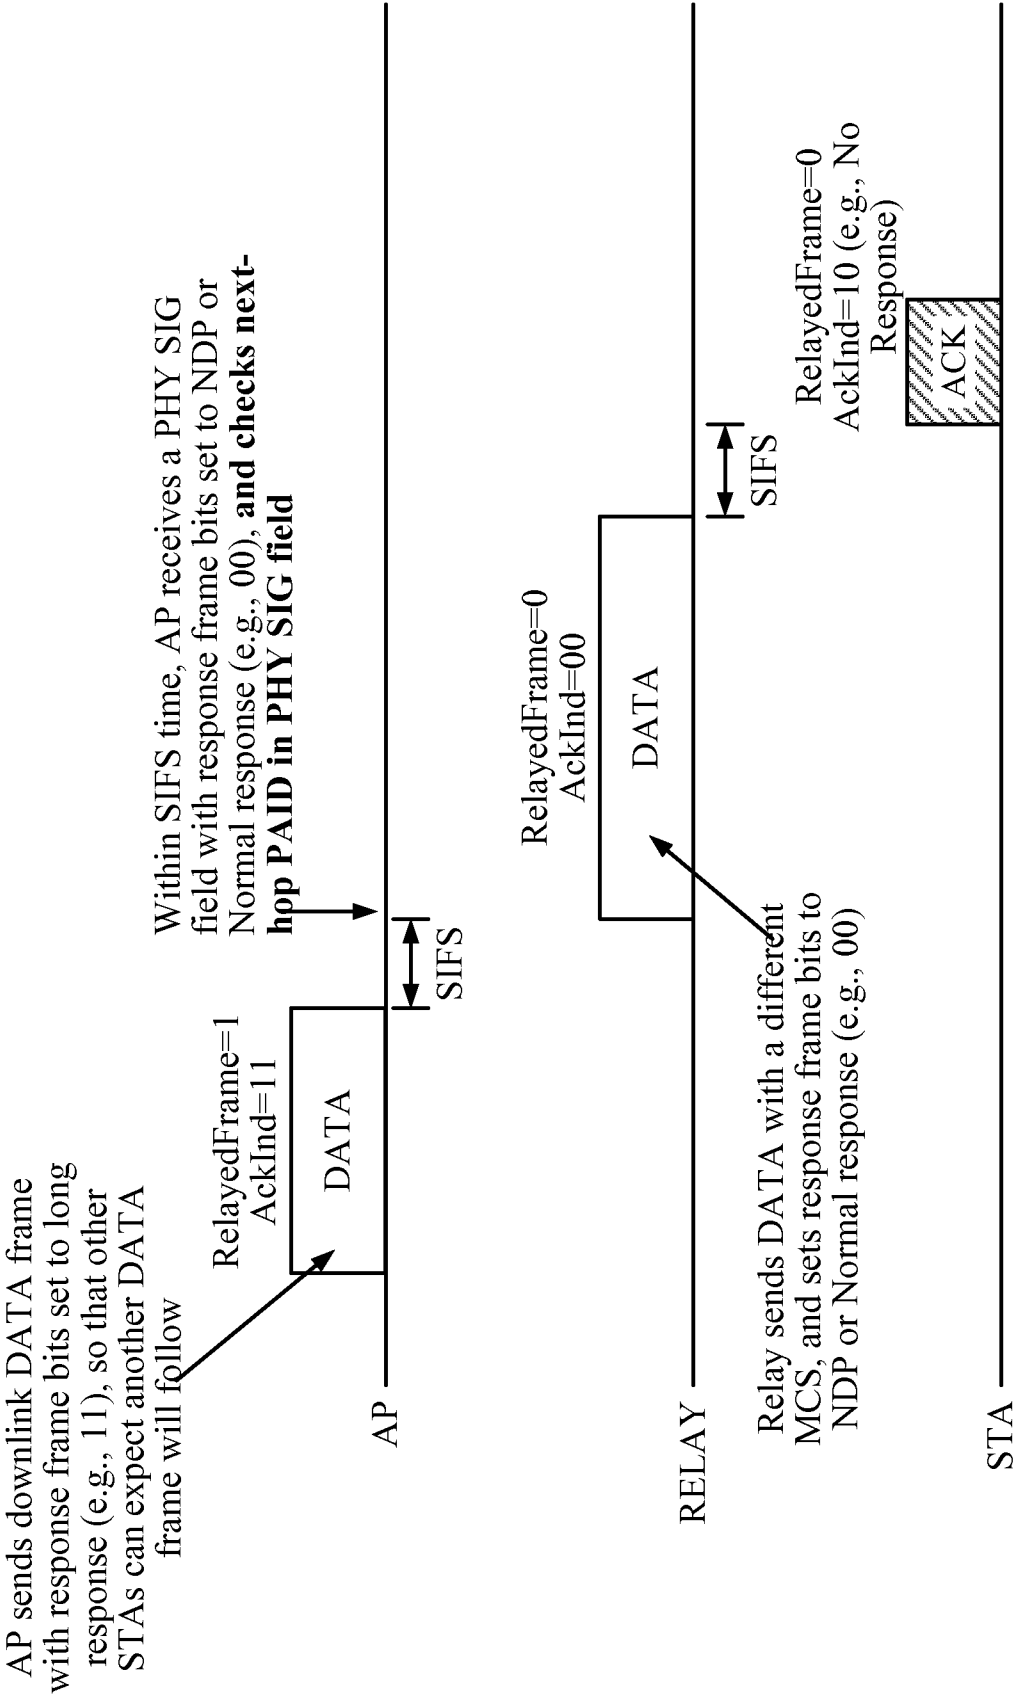 AP sends downlink DATA frame
with response frame bits set to long
response (e.g., 11), so that other
STAs can expect another DATA
frame will follow
RelayedFrame=1
AckInd=11
DATA
SIFS
Within SIFS time, AP receives a PHY SIG
field with response frame bits set to NDP or
Normal response (e.g., 00), and checks next-
hop PAID in PHY SIG field
AP
RelayedFrame=0
AckInd=00
DATA
SIFS
RELAY
Relay sends DATA with a different
MCS, and sets response frame bits to
NDP or Normal response (e.g., 00)
RelayedFrame=0
AckInd=10 (e.g., No
Response)
ACK
STA